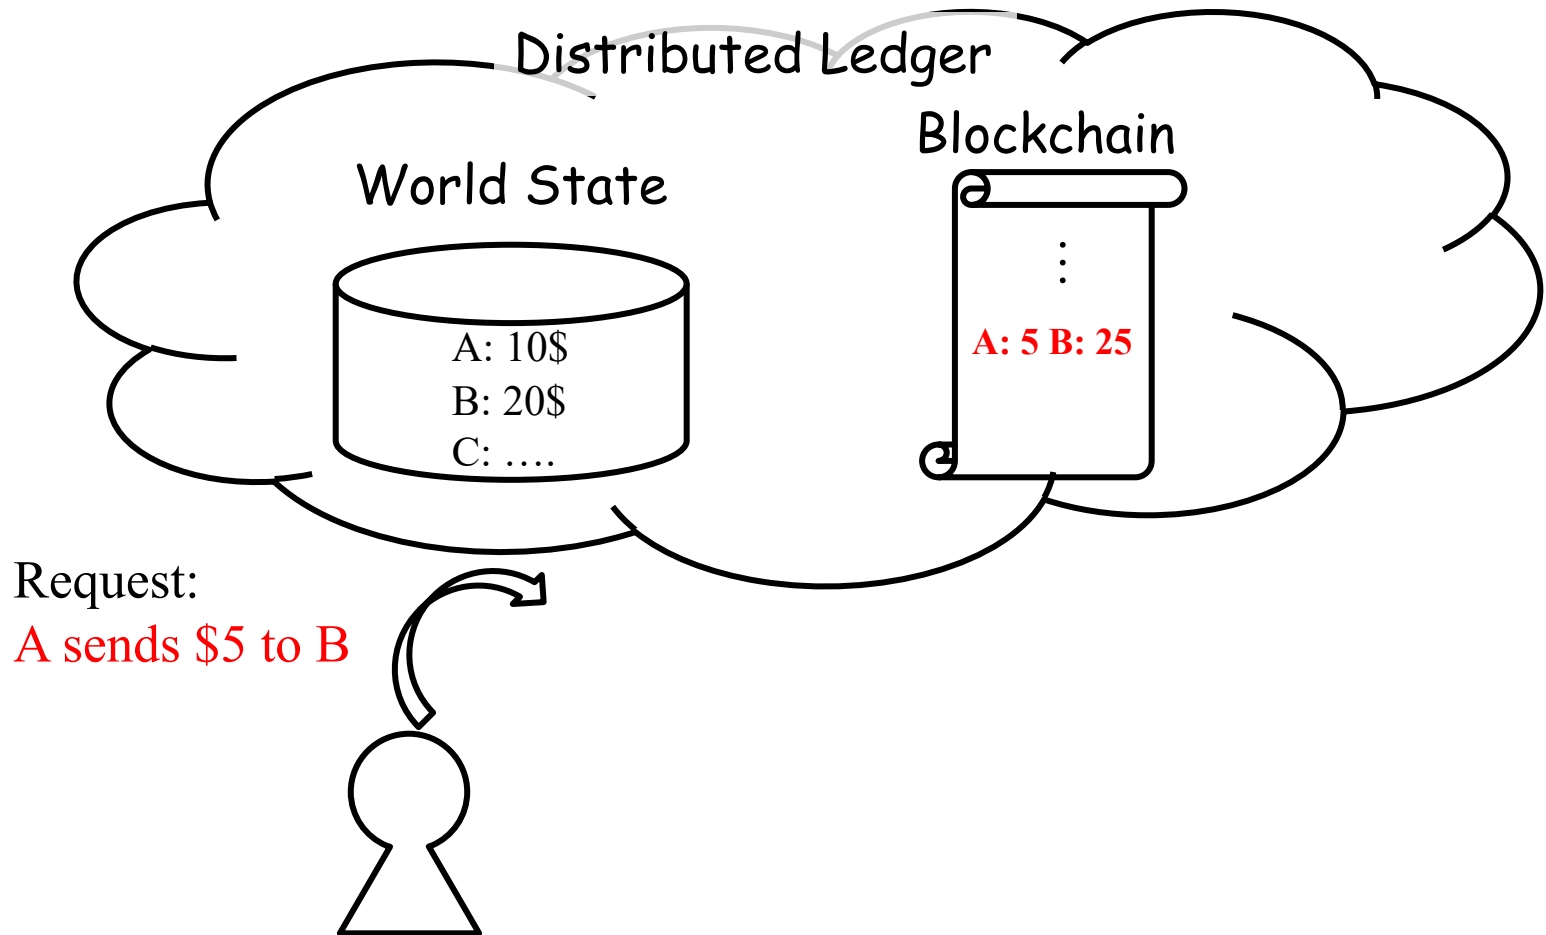 Distributed Ledger
Blockchain
World State
⋮
A: 5 B: 25
A: 10$
B: 20$
C: ....
Request:
A sends $5 to B